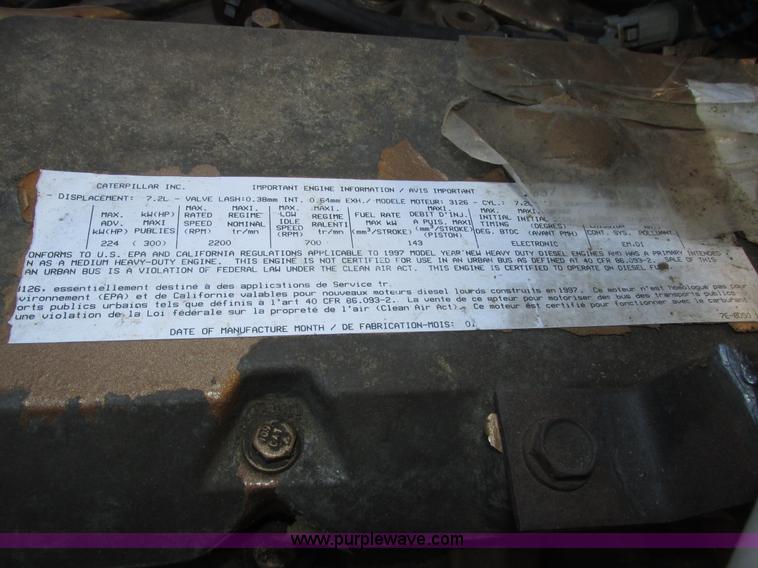 CATERPILLAR INC. IMPORTANT ENGINE INFORMATION / AVIS IMPORTANT
- DISPLACEMENT: 7.2L - VALVE LASH:0.38mm INT. 0.64mm EXH./ MODELE MOTEUR: 3126 - CYL.: 7.2L
MAX. kW(HP) MAX. MAXI. MAX. MAXI. MAXI MAX. MAXI.
ADV. MAXI RATED REGIME LOW REGIME FUEL RATE DEBIT D'INJ. INITIAL INITIAL
kW(HP) PUBLIES SPEED NOMINAL IDLE RALENTI MAX kW A PUIS. MAXI TIMING (DEGRES)
(RPM) tr/mn SPEED tr/mn (mm³/STROKE) (mm³/STROKE) DEG. BTDC (AVANT PMH) CONT. SYS. POLLUANT
(RPM) (PISTON)
224 ( 300) 2200 700 143 ELECTRONIC EM,DI
CONFORMS TO U.S. EPA AND CALIFORNIA REGULATIONS APPLICABLE TO 1997 MODEL YEAR NEW HEAVY DUTY DIESEL ENGINES AND HAS A PRIMARY INTENDED
N AS A MEDIUM HEAVY-DUTY ENGINE. THIS ENGINE IS NOT CERTIFIED FOR USE IN AN URBAN BUS AS DEFINED AT 40 CFR 86.093-2. SALE OF THIS
AN URBAN BUS IS A VIOLATION OF FEDERAL LAW UNDER THE CLEAN AIR ACT. THIS ENGINE IS CERTIFIED TO OPERATE ON DIESEL FUEL
3126, essentiellement destiné à des applications de Service
vironnement (EPA) et de Californie valables pour nouveaux moteurs diesel lourds construits en 1997. Ce moteur n'est homologué pas pour
orts publics urbains tels que définis à l'art 40 CFR 86.093-2. La vente de ce moteur pour motoriser des bus des transports publics
une violation de la Loi fédérale sur la propreté de l'air (Clean Air Act). Ce moteur est certifié pour fonctionner avec le carburant
7E-8050
DATE OF MANUFACTURE MONTH / DE FABRICATION-MOIS:
CAT
www.purplewave.com